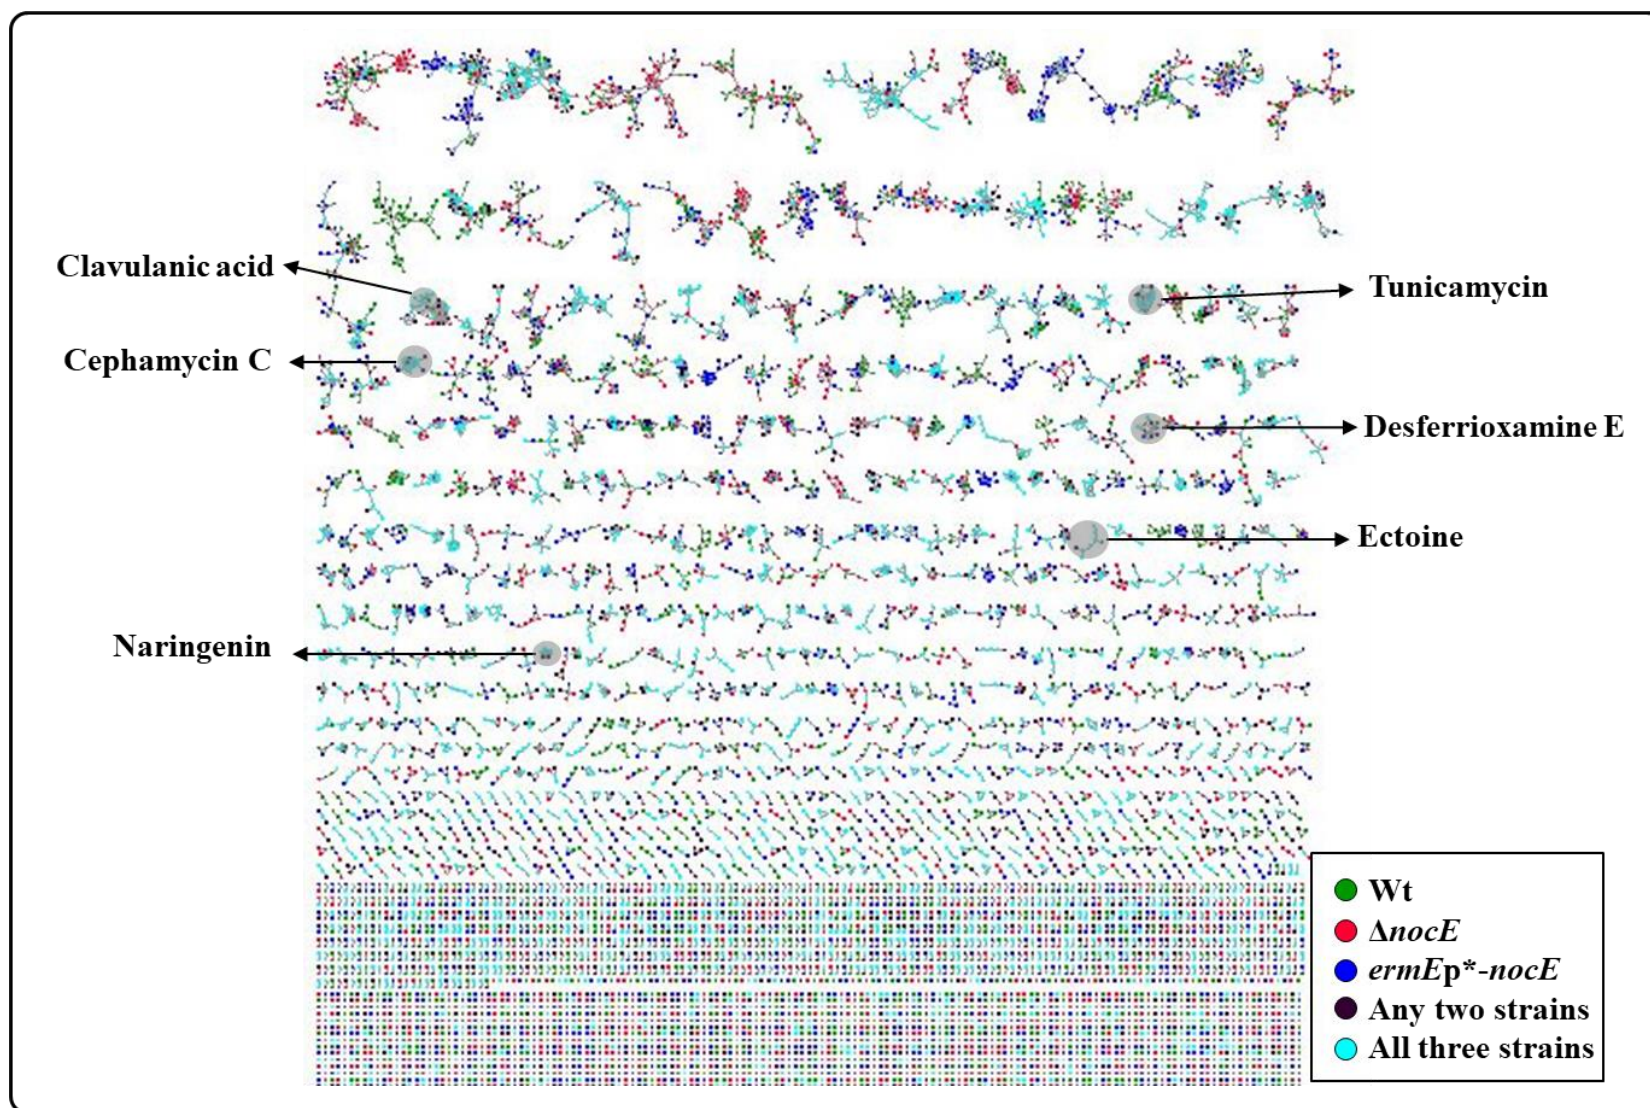 Clavulanic acid
Tunicamycin
Cephamycin C
Desferrioxamine E
Ectoine
Naringenin
Wt
ΔnocE
ermEp*-nocE
Any two strains
All three strains